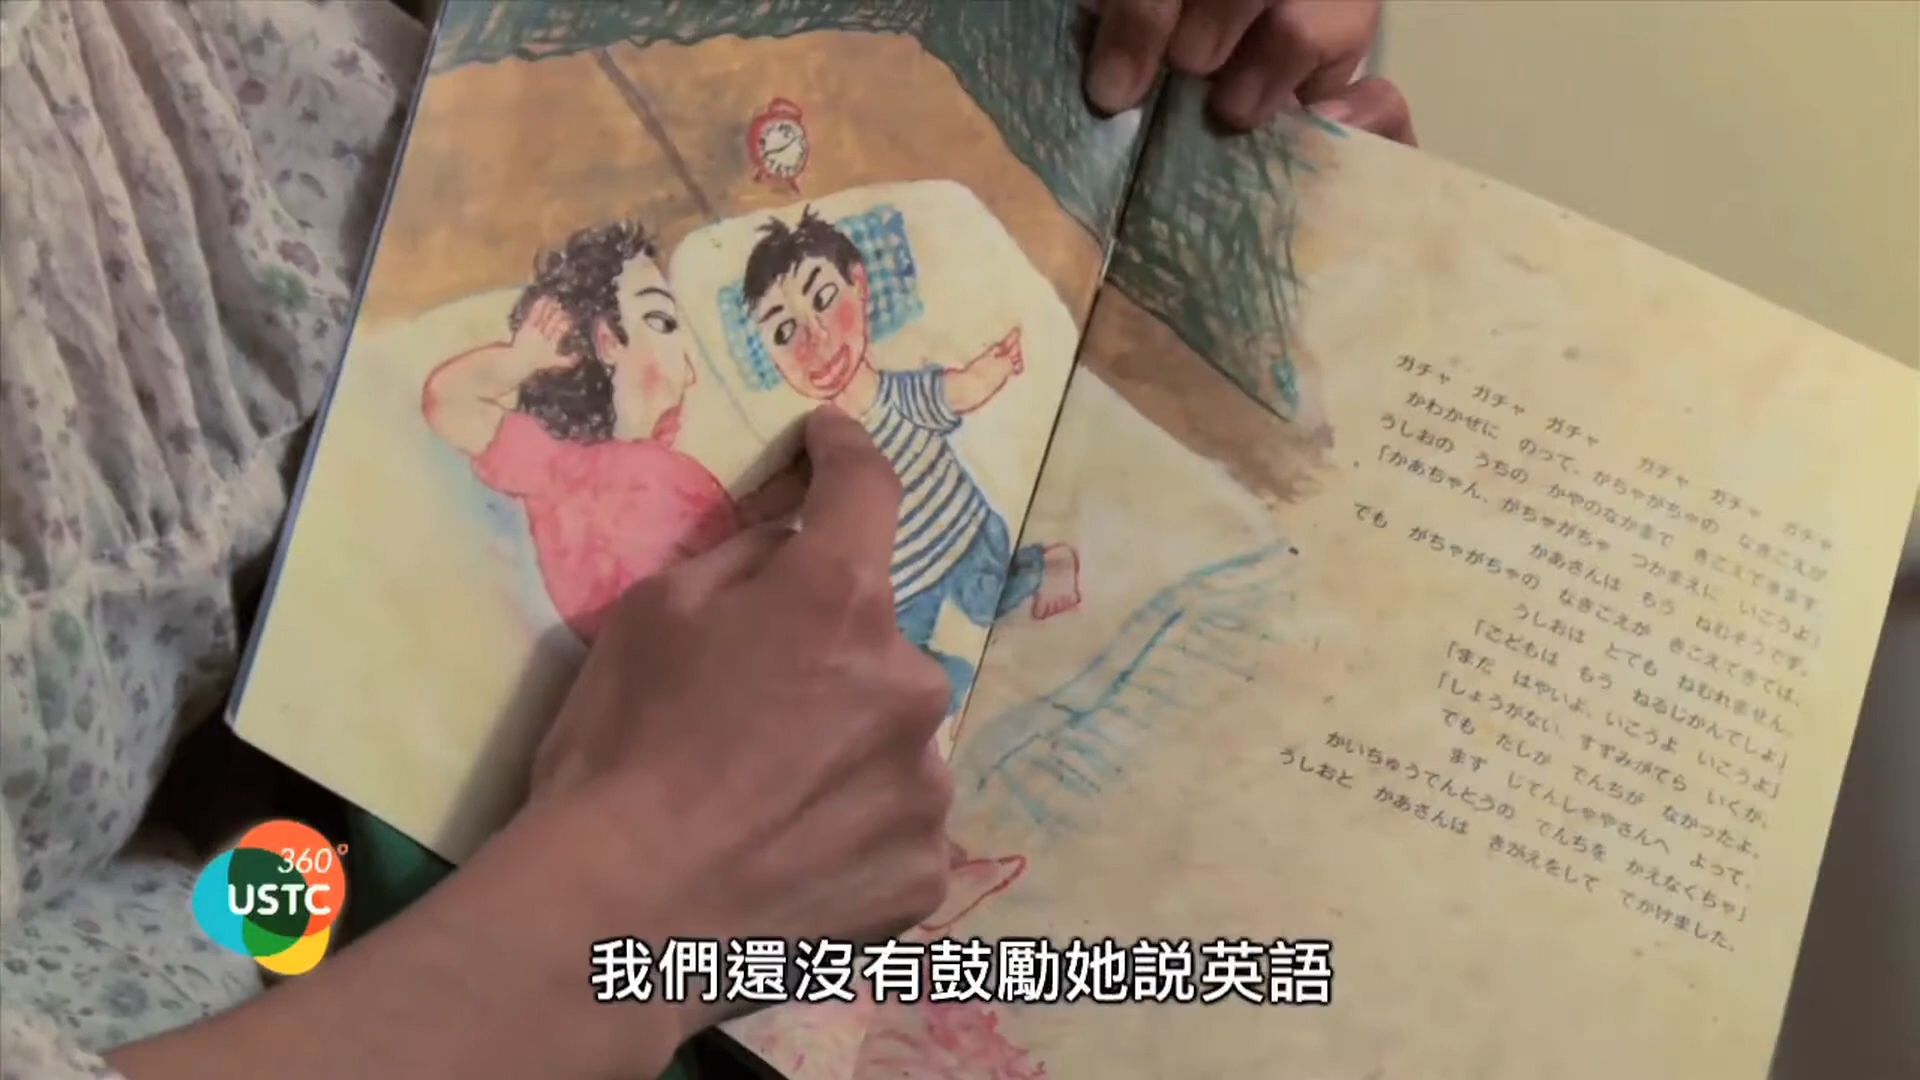 ガチャ ガチャ ガチャ ガチャ ガチャ ガチャ
かわかぜに のって、がちゃがちゃの なきごえが
うしおの うちの かやのなかまで きこえてきます。
「かあちゃん、がちゃがちゃ つかまえに いこうよ」
かあさんは もう ねむそうです。
でも がちゃがちゃの なきごえが きこえてきては、
うしおは とても ねむれません。
「こどもは もう ねるじかんでしょ」
「まだ はやいよ、いこうよ いこうよ」
「しょうがない、すずみがてら いくか。
でも たしか でんちが なかったよ。
まず じてんしゃやさんへ よって、
かいちゅうでんとうの でんちを かえなくちゃ」
うしおと かあさんは きがえをして でかけました。
360°
USTC
我們還沒有鼓勵她說英語